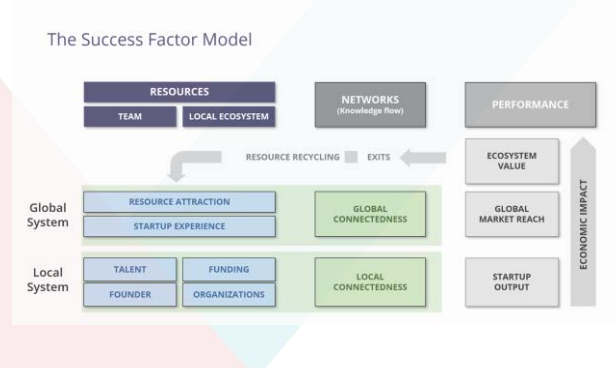 The Success Factor Model
RESOURCES
TEAM
LOCAL ECOSYSTEM
NETWORKS
(Knowledge flow)
PERFORMANCE
RESOURCE RECYCLING
EXITS
ECOSYSTEM
VALUE
Global
System
RESOURCE ATTRACTION
STARTUP EXPERIENCE
GLOBAL
CONNECTEDNESS
GLOBAL
MARKET REACH
ECONOMIC IMPACT
Local
System
TALENT
FUNDING
FOUNDER
ORGANIZATIONS
LOCAL
CONNECTEDNESS
STARTUP
OUTPUT